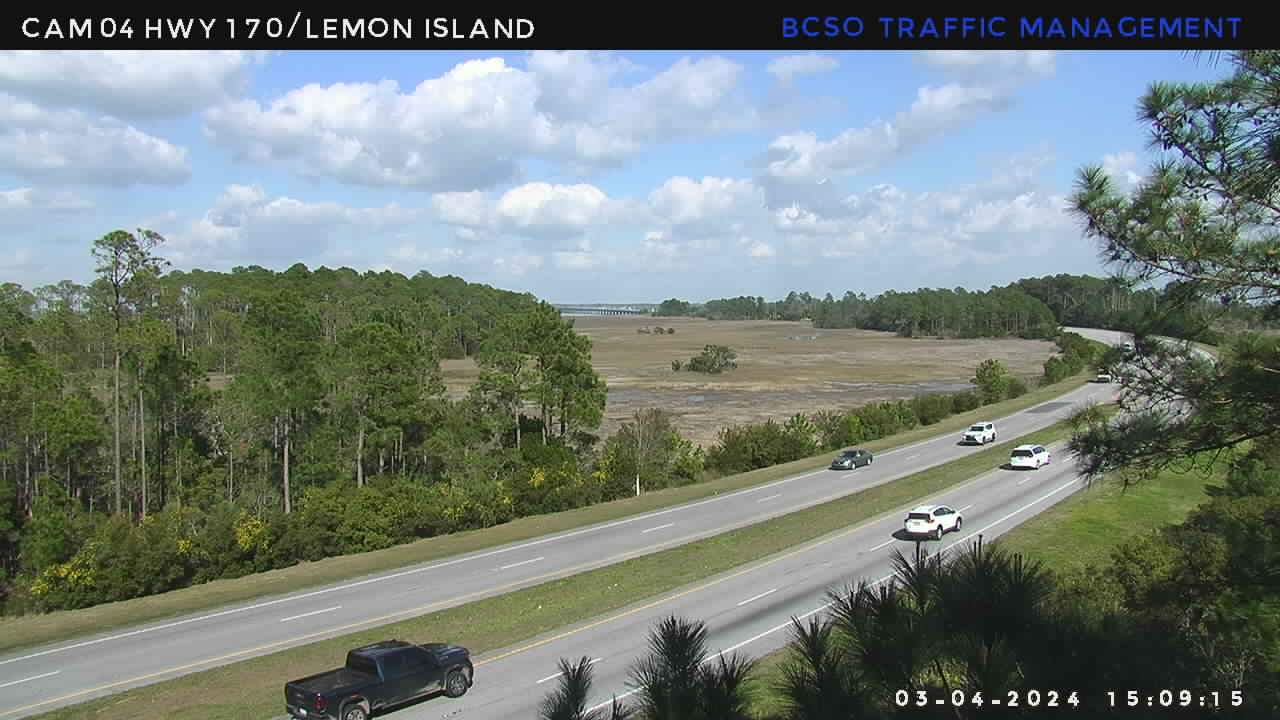 CAM04 HWY 170/LEMON ISLAND
BCSO TRAFFIC MANAGEMENT
03-04-2024 15:09:15